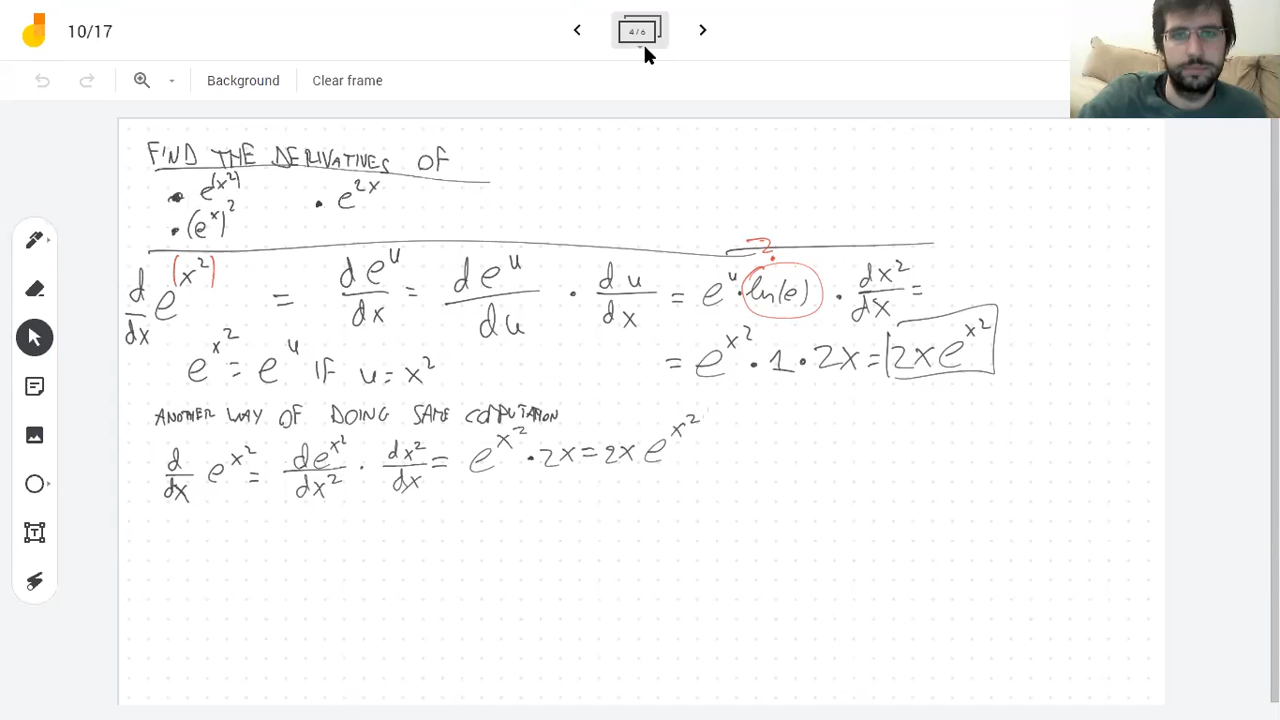 10/17
4 / 6
Background
Clear frame
FIND THE DERIVATIVES OF
• e^(x²) • e^2x
• (e^x)²
d/dx e^(x²) = de^u/dx = de^u/du • du/dx = e^u • ln(e) • dx²/dx =
?
e^x² = e^u IF u = x² = e^x² • 1 • 2x = 2xe^x²
ANOTHER WAY OF DOING SAME COMPUTATION
d/dx e^x² = de^x²/dx² • dx²/dx = e^x² • 2x = 2x e^x²